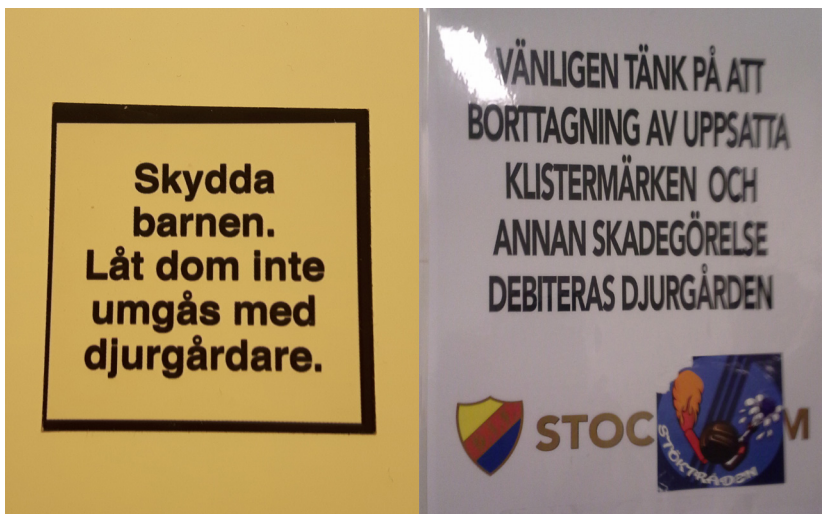 Skydda
barnen.
Låt dom inte
umgås med
djurgårdare.
VÄNLIGEN TÄNK PÅ ATT
BORTTAGNING AV UPPSATTA
KLISTERMÄRKEN OCH
ANNAN SKADEGÖRELSE
DEBITERAS DJURGÅRDEN
STOC M
STÖKTRÅDEN